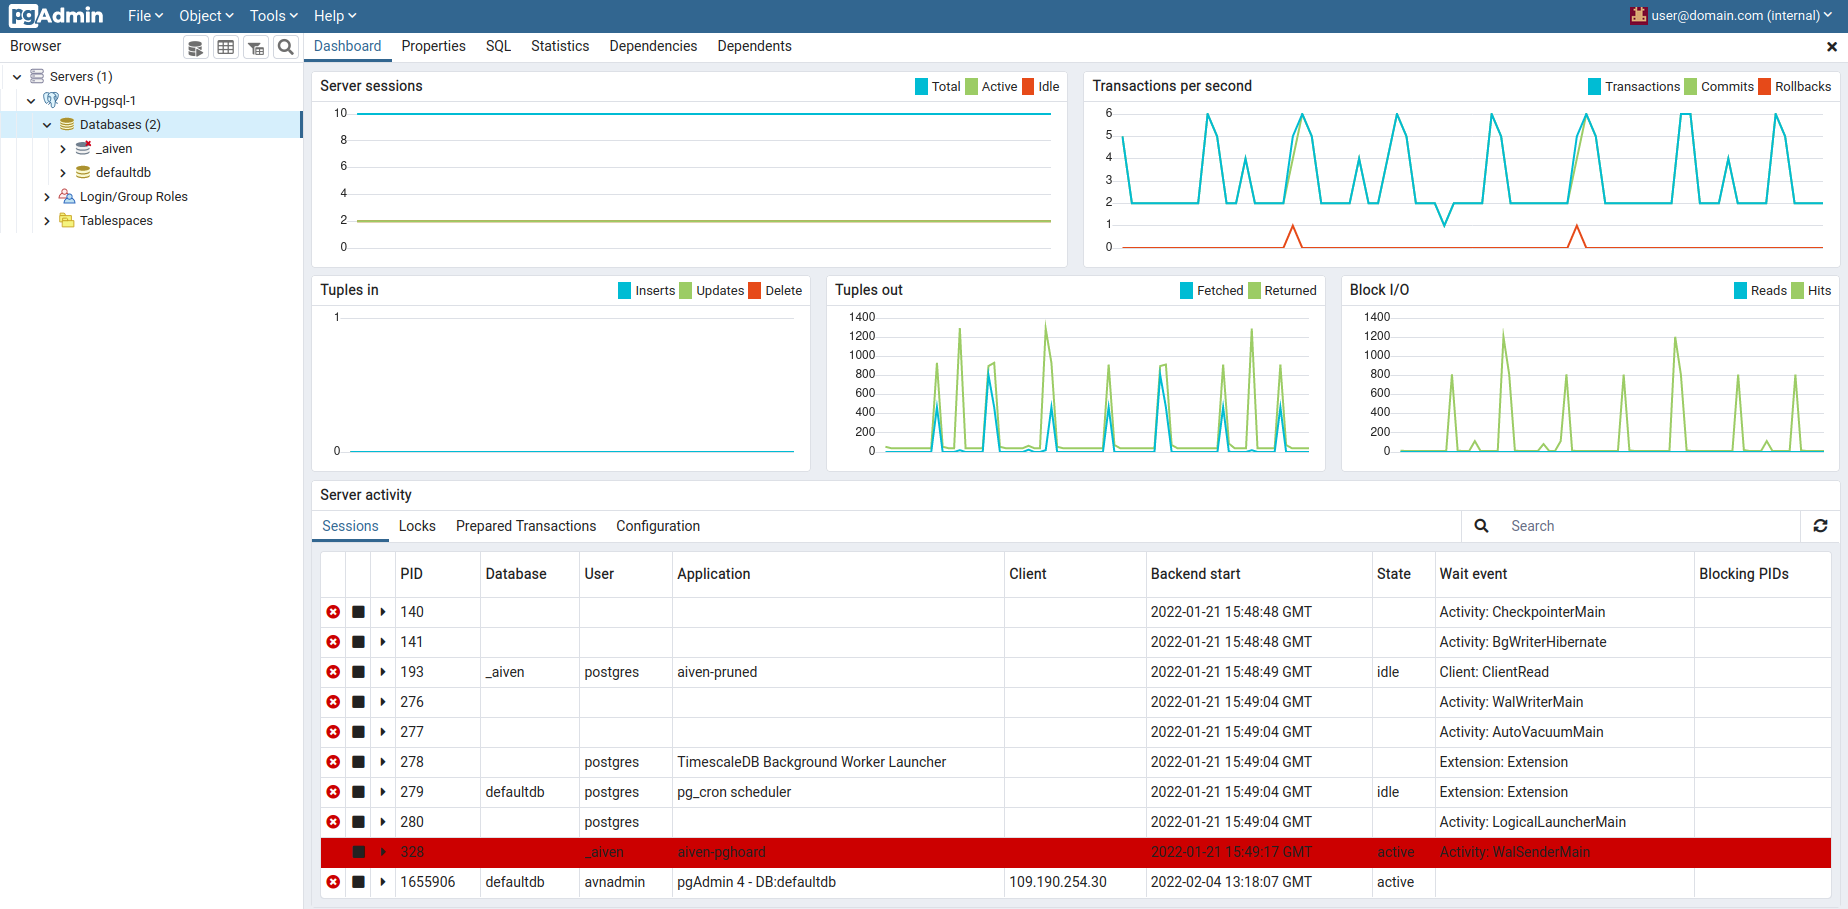 pgAdmin File Object Tools Help user@domain.com (internal)
Browser
Servers (1)
OVH-pgsql-1
Databases (2)
_aiven
defaultdb
Login/Group Roles
Tablespaces
Dashboard Properties SQL Statistics Dependencies Dependents
Server sessions Total Active Idle
10
8
6
4
2
0
Transactions per second Transactions Commits Rollbacks
6
5
4
3
2
1
0
Tuples in Inserts Updates Delete
1
0
Tuples out Fetched Returned
1400
1200
1000
800
600
400
200
0
Block I/O Reads Hits
1400
1200
1000
800
600
400
200
0
Server activity
Sessions Locks Prepared Transactions Configuration Search
PID Database User Application Client Backend start State Wait event Blocking PIDs
140 2022-01-21 15:48:48 GMT Activity: CheckpointerMain
141 2022-01-21 15:48:48 GMT Activity: BgWriterHibernate
193 _aiven postgres aiven-pruned 2022-01-21 15:48:49 GMT idle Client: ClientRead
276 2022-01-21 15:49:04 GMT Activity: WalWriterMain
277 2022-01-21 15:49:04 GMT Activity: AutoVacuumMain
278 postgres TimescaleDB Background Worker Launcher 2022-01-21 15:49:04 GMT Extension: Extension
279 defaultdb postgres pg_cron scheduler 2022-01-21 15:49:04 GMT idle Extension: Extension
280 postgres 2022-01-21 15:49:04 GMT Activity: LogicalLauncherMain
328 _aiven aiven-pghoard 2022-01-21 15:49:17 GMT active Activity: WalSenderMain
1655906 defaultdb avnadmin pgAdmin 4 - DB:defaultdb 109.190.254.30 2022-02-04 13:18:07 GMT active